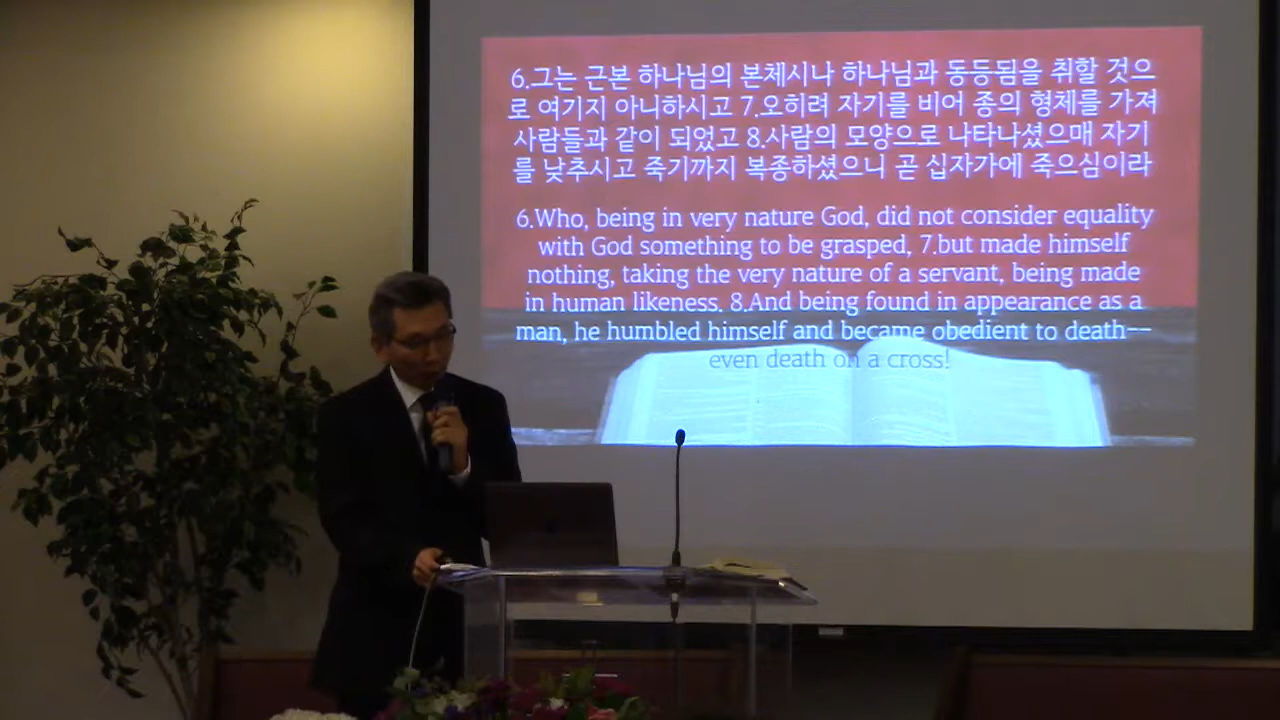 6.그는 근본 하나님의 본체시나 하나님과 동등됨을 취할 것으
로 여기지 아니하시고 7.오히려 자기를 비어 종의 형체를 가져
사람들과 같이 되었고 8.사람의 모양으로 나타나셨으매 자기
를 낮추시고 죽기까지 복종하셨으니 곧 십자가에 죽으심이라
6.Who, being in very nature God, did not consider equality
with God something to be grasped, 7.but made himself
nothing, taking the very nature of a servant, being made
in human likeness. 8.And being found in appearance as a
man, he humbled himself and became obedient to death—
even death on a cross!